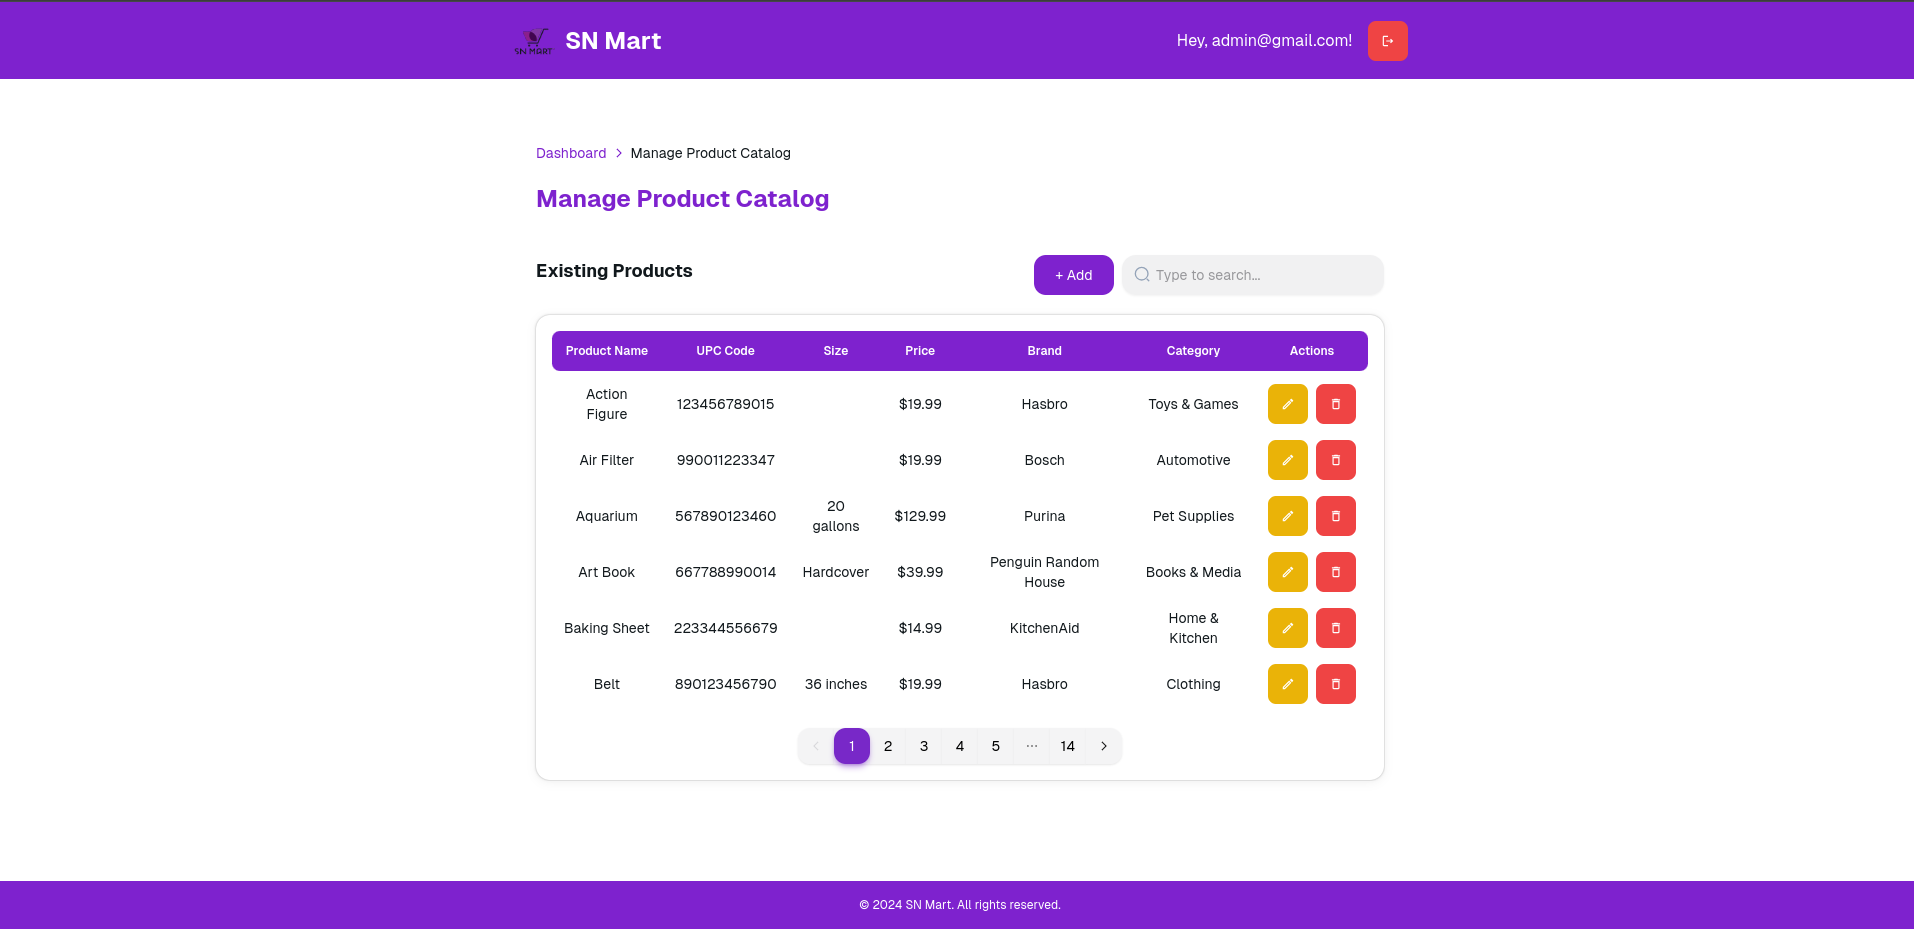 SN MART
SN Mart
Hey, admin@gmail.com!
Dashboard > Manage Product Catalog
Manage Product Catalog
Existing Products
+ Add
Type to search...
Product Name UPC Code Size Price Brand Category Actions
Action
Figure
123456789015 $19.99 Hasbro Toys & Games
Air Filter 990011223347 $19.99 Bosch Automotive
Aquarium 567890123460
20
gallons
$129.99 Purina Pet Supplies
Art Book 667788990014 Hardcover $39.99
Penguin Random
House
Books & Media
Baking Sheet 223344556679 $14.99 KitchenAid
Home &
Kitchen
Belt 890123456790 36 inches $19.99 Hasbro Clothing
1 2 3 4 5 ... 14
© 2024 SN Mart. All rights reserved.